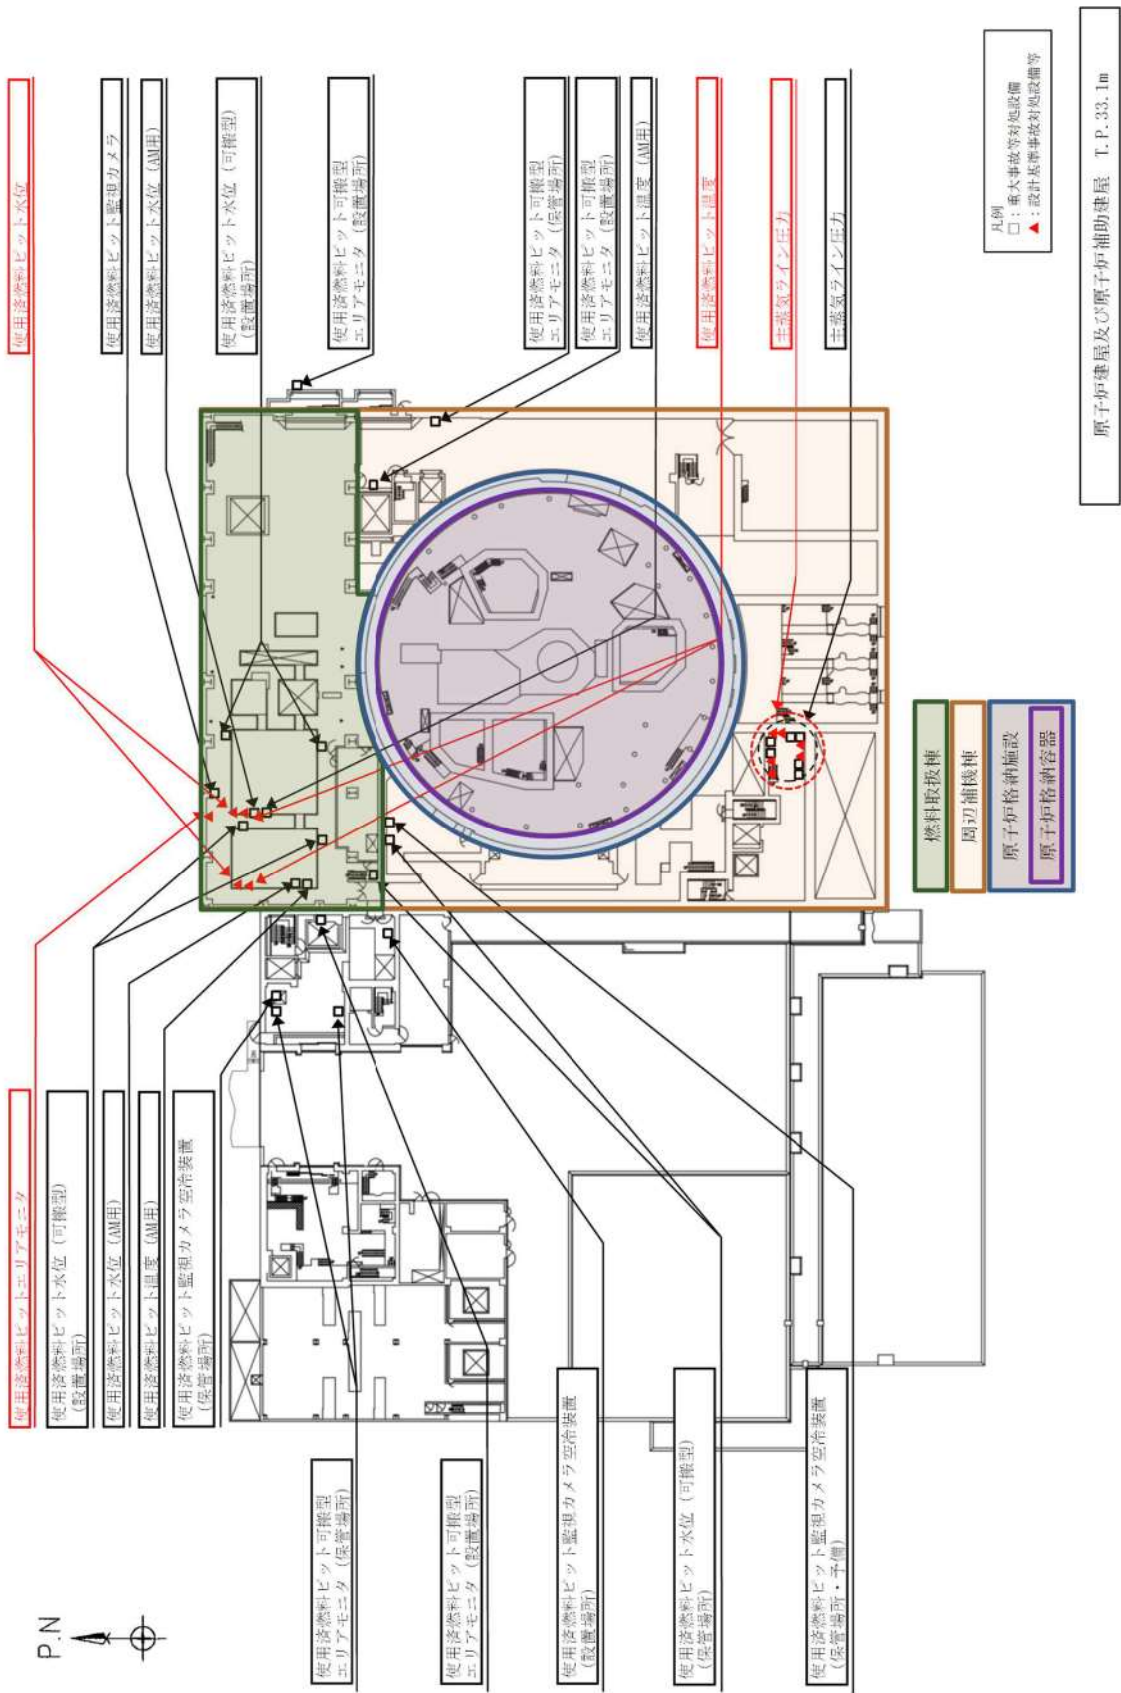 P.N
使用済燃料ピット水位
使用済燃料ピット監視カメラ
使用済燃料ピット水位 (AM用)
使用済燃料ピット水位 (可搬型)
(設置場所)
使用済燃料ピット可搬型
エリアモニタ (設置場所)
使用済燃料ピット可搬型
エリアモニタ (保管場所)
使用済燃料ピット可搬型
エリアモニタ (設置場所)
使用済燃料ピット温度 (AM用)
使用済燃料ピット温度
主蒸気ライン圧力
主蒸気ライン圧力
使用済燃料ピットエリアモニタ
使用済燃料ピット水位 (可搬型)
(設置場所)
使用済燃料ピット水位 (AM用)
使用済燃料ピット温度 (AM用)
使用済燃料ピット監視カメラ空冷装置
(保管場所)
使用済燃料ピット可搬型
エリアモニタ (保管場所)
使用済燃料ピット可搬型
エリアモニタ (設置場所)
使用済燃料ピット監視カメラ空冷装置
(設置場所)
使用済燃料ピット水位 (可搬型)
(保管場所)
使用済燃料ピット監視カメラ空冷装置
(保管場所・予備)
燃料取扱棟
周辺補機棟
原子炉格納施設
原子炉格納容器
凡例
□ : 重大事故等対処設備
▲ : 設計基準事故対処設備等
原子炉建屋及び原子炉補助建屋 T.P.33.1m